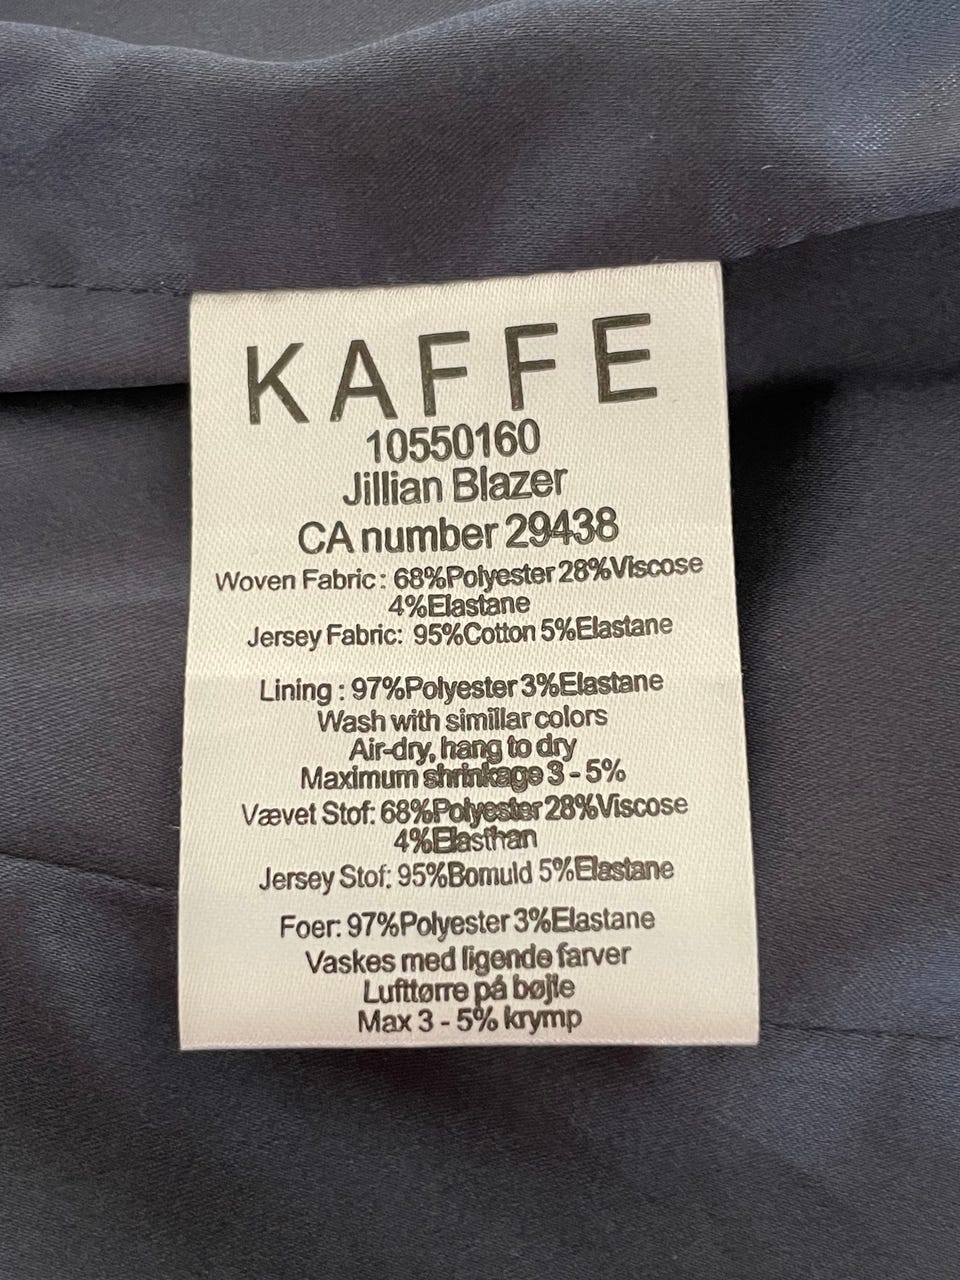 KAFFE
10550160
Jillian Blazer
CA number 29438
Woven Fabric : 68%Polyester 28%Viscose
4%Elastane
Jersey Fabric: 95%Cotton 5%Elastane
Lining : 97%Polyester 3%Elastane
Wash with simillar colors
Air-dry, hang to dry
Maximum shrinkage 3 - 5%
Vævet Stof: 68%Polyester 28%Viscose
4%Elasthan
Jersey Stof: 95%Bomuld 5%Elastane
Foer: 97%Polyester 3%Elastane
Vaskes med ligende farver
Lufttørre på bøjle
Max 3 - 5% krymp